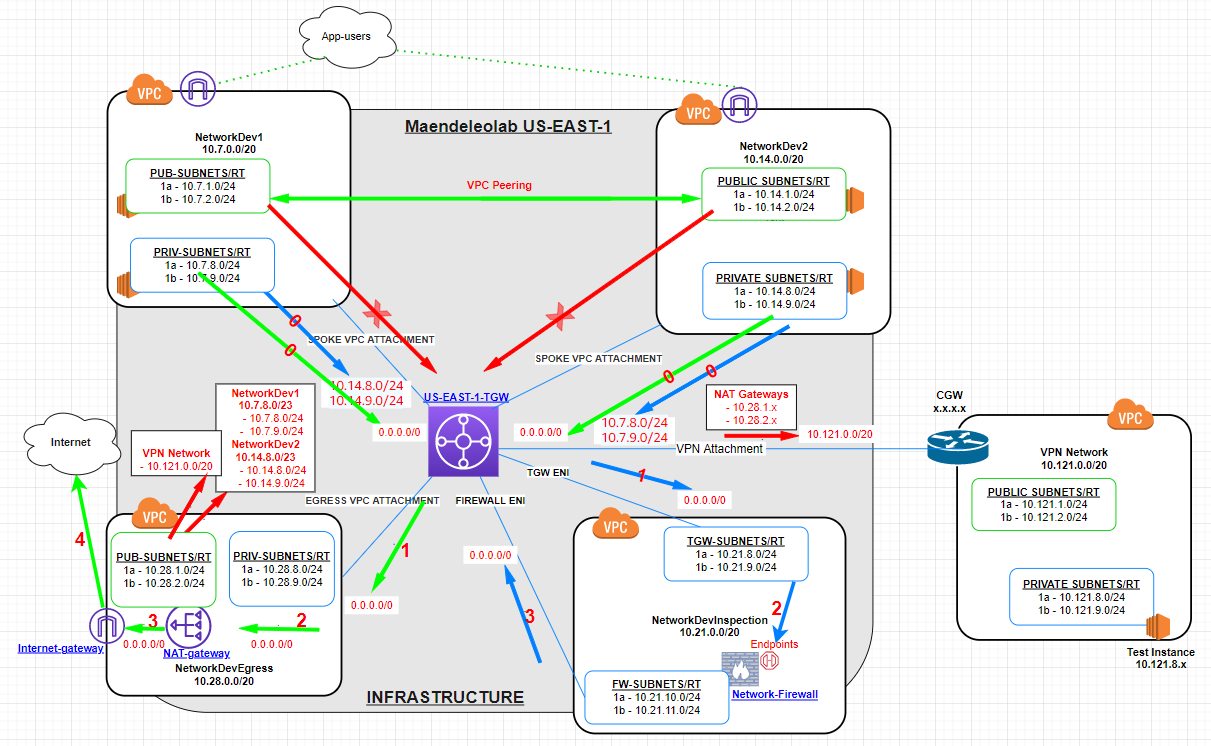 App-users
VPC
VPC
Maendeleolab US-EAST-1
NetworkDev1
10.7.0.0/20
PUB-SUBNETS/RT
1a - 10.7.1.0/24
1b - 10.7.2.0/24
PRIV-SUBNETS/RT
1a - 10.7.8.0/24
1b - 10.7.9.0/24
VPC Peering
NetworkDev2
10.14.0.0/20
PUBLIC SUBNETS/RT
1a - 10.14.1.0/24
1b - 10.14.2.0/24
PRIVATE SUBNETS/RT
1a - 10.14.8.0/24
1b - 10.14.9.0/24
0
0
SPOKE VPC ATTACHMENT
SPOKE VPC ATTACHMENT
0
0
10.14.8.0/24
10.14.9.0/24
US-EAST-1-TGW
0.0.0.0/0
0.0.0.0/0
10.7.8.0/24
10.7.9.0/24
NAT Gateways
- 10.28.1.x
- 10.28.2.x
10.121.0.0/20
VPN Attachment
CGW
x.x.x.x
VPC
VPN Network
10.121.0.0/20
PUBLIC SUBNETS/RT
1a - 10.121.1.0/24
1b - 10.121.2.0/24
PRIVATE SUBNETS/RT
1a - 10.121.8.0/24
1b - 10.121.9.0/24
Test Instance
10.121.8.x
NetworkDev1
10.7.8.0/23
- 10.7.8.0/24
- 10.7.9.0/24
NetworkDev2
10.14.8.0/23
- 10.14.8.0/24
- 10.14.9.0/24
Internet
VPN Network
- 10.121.0.0/20
EGRESS VPC ATTACHMENT
FIREWALL ENI
TGW ENI
1
0.0.0.0/0
VPC
PUB-SUBNETS/RT
1a - 10.28.1.0/24
1b - 10.28.2.0/24
PRIV-SUBNETS/RT
1a - 10.28.8.0/24
1b - 10.28.9.0/24
4
1
0.0.0.0/0
0.0.0.0/0
3
2
3
0.0.0.0/0
0.0.0.0/0
Internet-gateway
NAT-gateway
NetworkDevEgress
10.28.0.0/20
INFRASTRUCTURE
VPC
TGW-SUBNETS/RT
1a - 10.21.8.0/24
1b - 10.21.9.0/24
2
NetworkDevInspection
10.21.0.0/20
Endpoints
Network-Firewall
FW-SUBNETS/RT
1a - 10.21.10.0/24
1b - 10.21.11.0/24